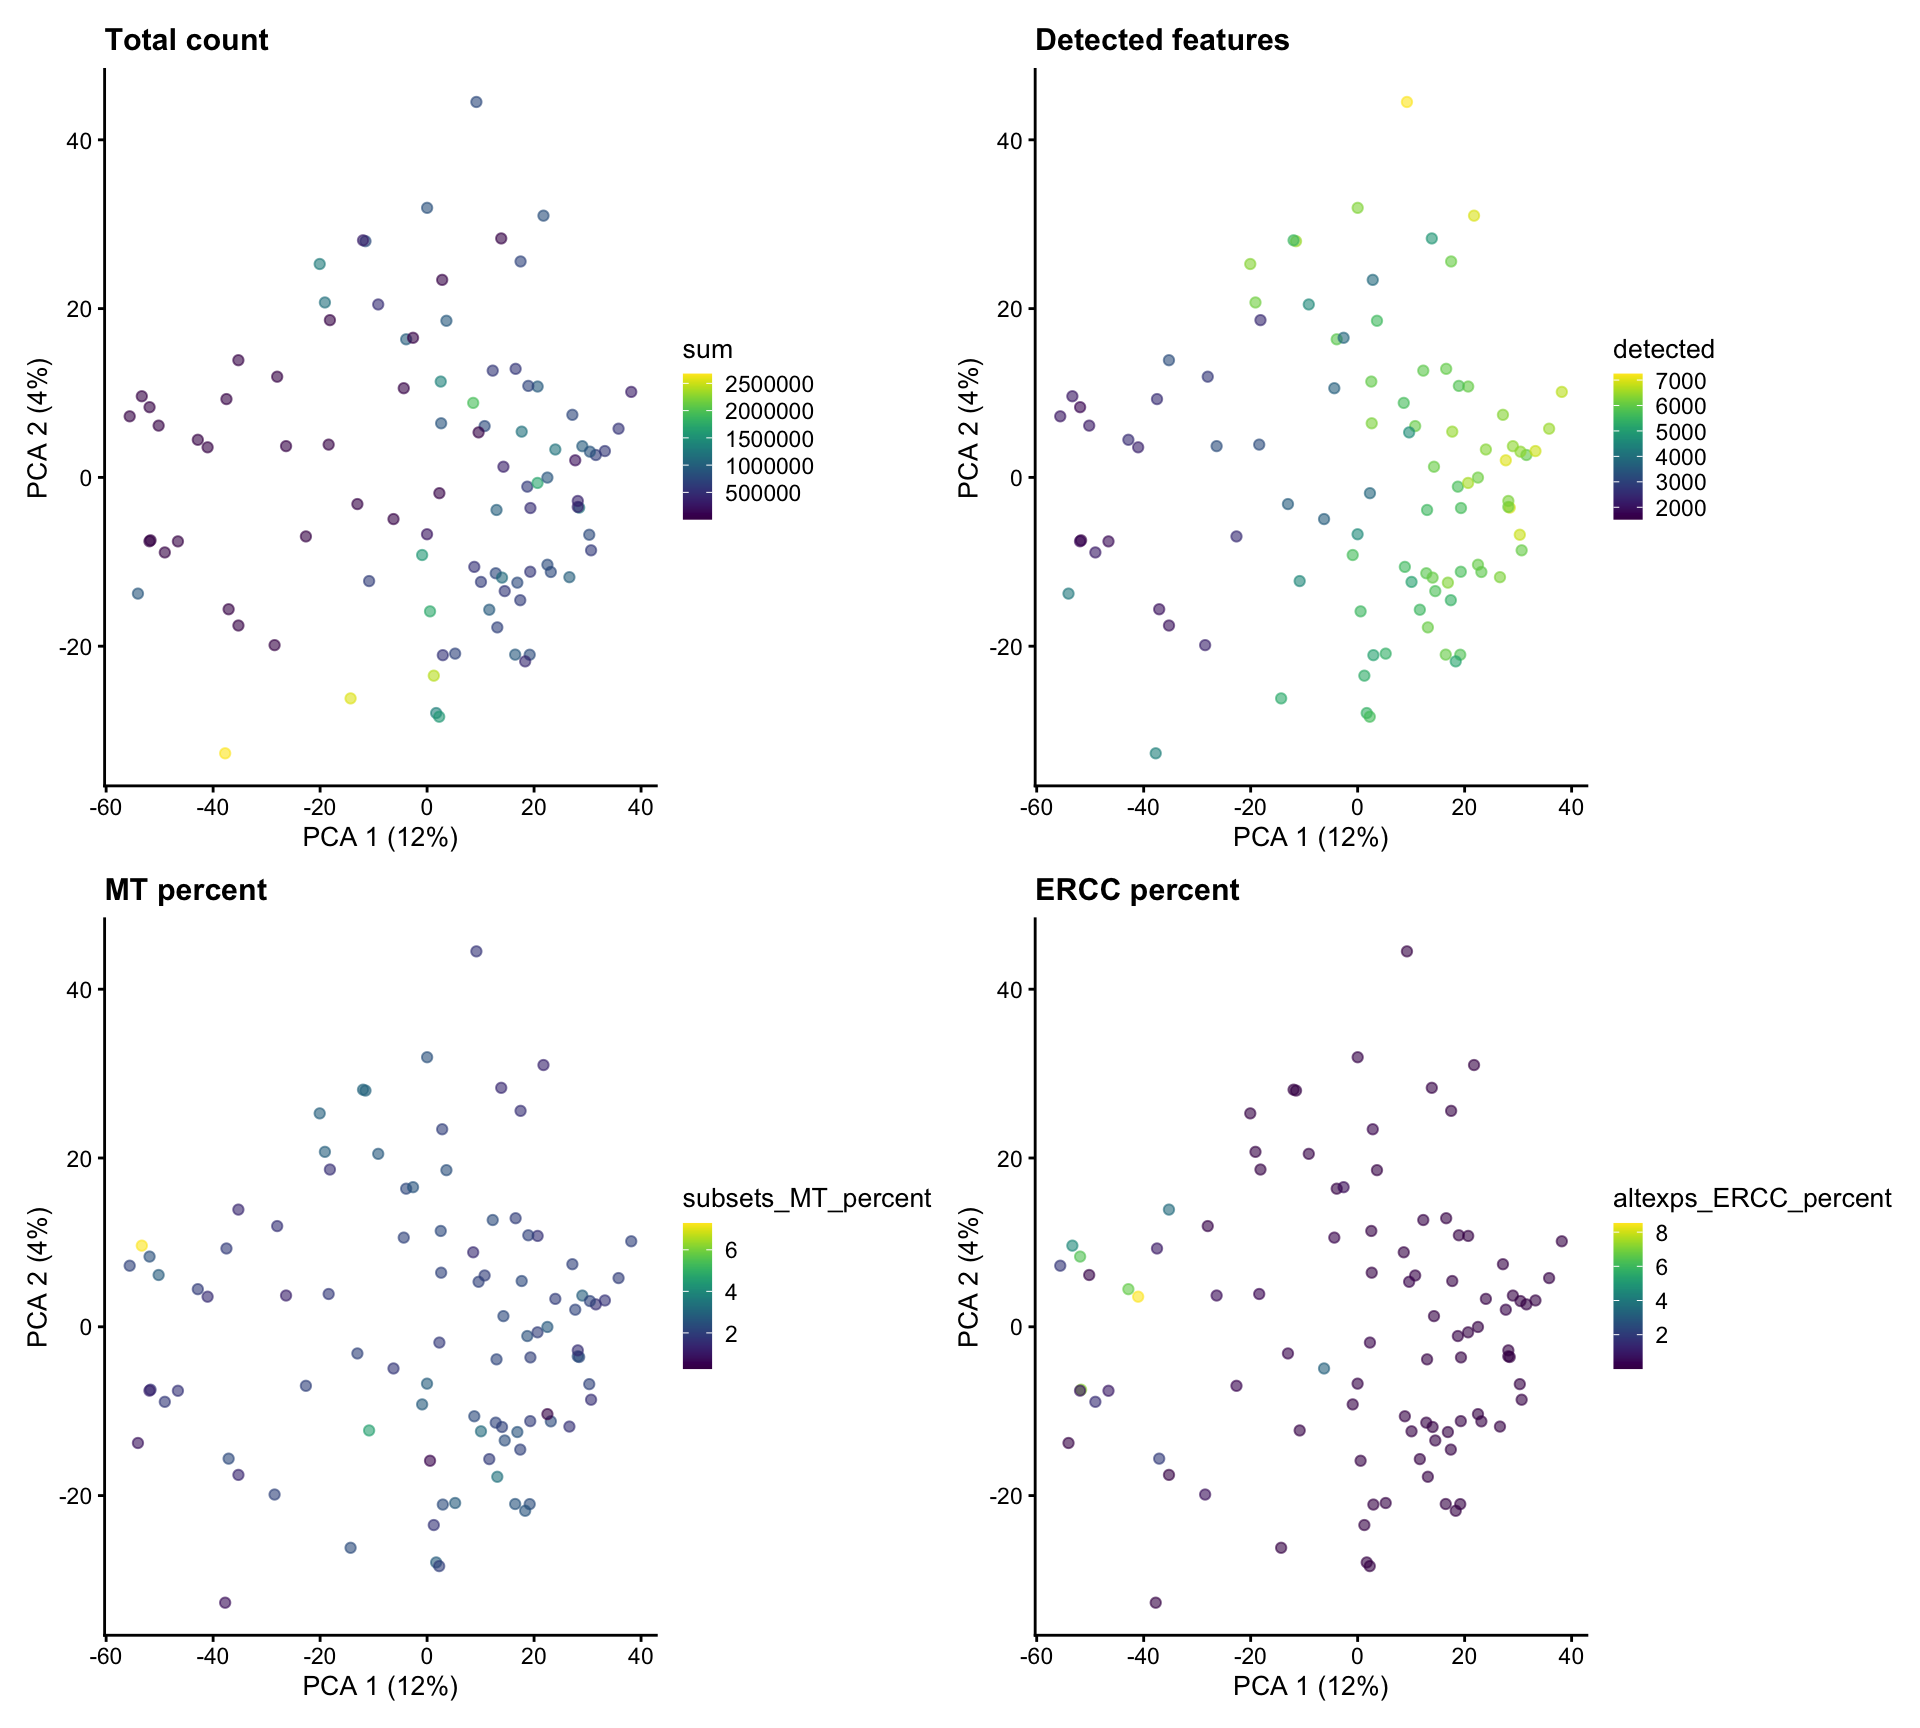 Total count
40
20
0
-20
PCA 2 (4%)
-60 -40 -20 0 20 40
PCA 1 (12%)
sum
2500000
2000000
1500000
1000000
500000
Detected features
40
20
0
-20
PCA 2 (4%)
-60 -40 -20 0 20 40
PCA 1 (12%)
detected
7000
6000
5000
4000
3000
2000
MT percent
40
20
0
-20
PCA 2 (4%)
-60 -40 -20 0 20 40
PCA 1 (12%)
subsets_MT_percent
6
4
2
ERCC percent
40
20
0
-20
PCA 2 (4%)
-60 -40 -20 0 20 40
PCA 1 (12%)
altexps_ERCC_percent
8
6
4
2